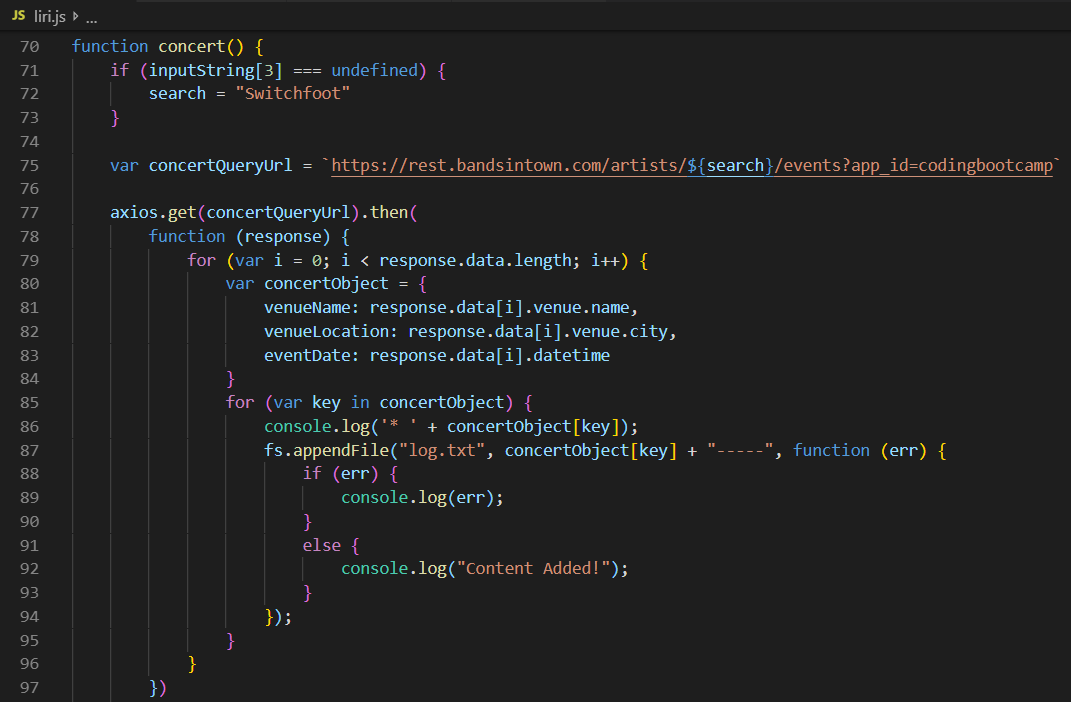 JS liri.js ...
70 function concert() {
71 if (inputString[3] === undefined) {
72 search = "Switchfoot"
73 }
74
75 var concertQueryUrl = `https://rest.bandsintown.com/artists/${search}/events?app_id=codingbootcamp`
76
77 axios.get(concertQueryUrl).then(
78 function (response) {
79 for (var i = 0; i < response.data.length; i++) {
80 var concertObject = {
81 venueName: response.data[i].venue.name,
82 venueLocation: response.data[i].venue.city,
83 eventDate: response.data[i].datetime
84 }
85 for (var key in concertObject) {
86 console.log('* ' + concertObject[key]);
87 fs.appendFile("log.txt", concertObject[key] + "-----", function (err) {
88 if (err) {
89 console.log(err);
90 }
91 else {
92 console.log("Content Added!");
93 }
94 });
95 }
96 }
97 })